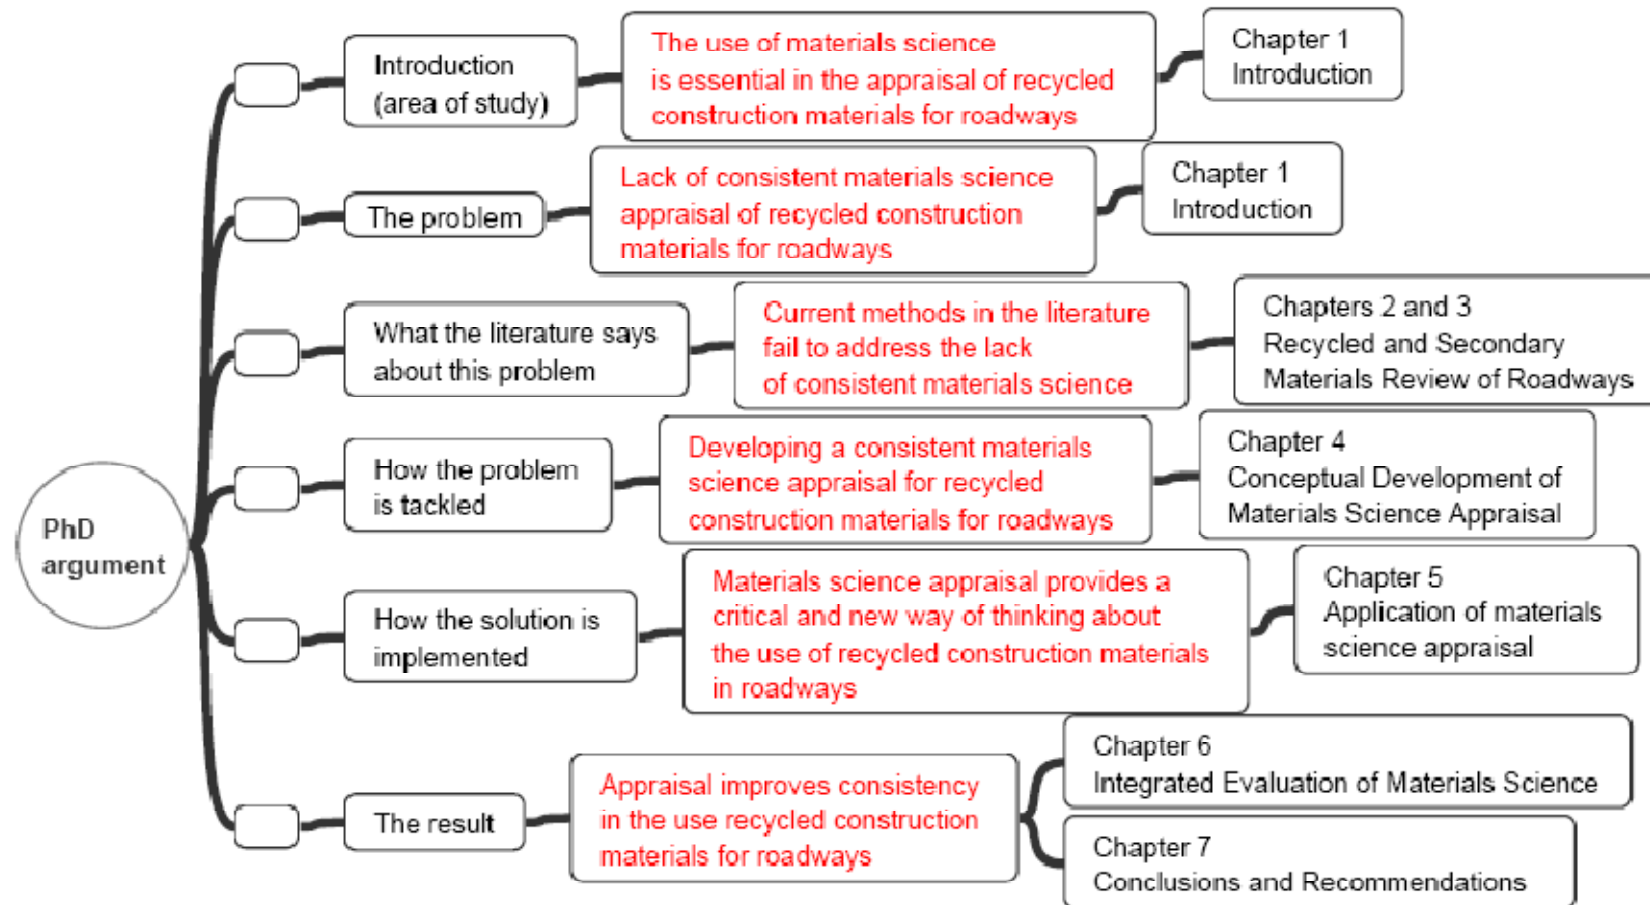 PhD
argument
Introduction
(area of study)
The use of materials science
is essential in the appraisal of recycled
construction materials for roadways
Chapter 1
Introduction
The problem
Lack of consistent materials science
appraisal of recycled construction
materials for roadways
Chapter 1
Introduction
What the literature says
about this problem
Current methods in the literature
fail to address the lack
of consistent materials science
Chapters 2 and 3
Recycled and Secondary
Materials Review of Roadways
How the problem
is tackled
Developing a consistent materials
science appraisal for recycled
construction materials for roadways
Chapter 4
Conceptual Development of
Materials Science Appraisal
How the solution is
implemented
Materials science appraisal provides a
critical and new way of thinking about
the use of recycled construction materials
in roadways
Chapter 5
Application of materials
science appraisal
The result
Appraisal improves consistency
in the use recycled construction
materials for roadways
Chapter 6
Integrated Evaluation of Materials Science
Chapter 7
Conclusions and Recommendations